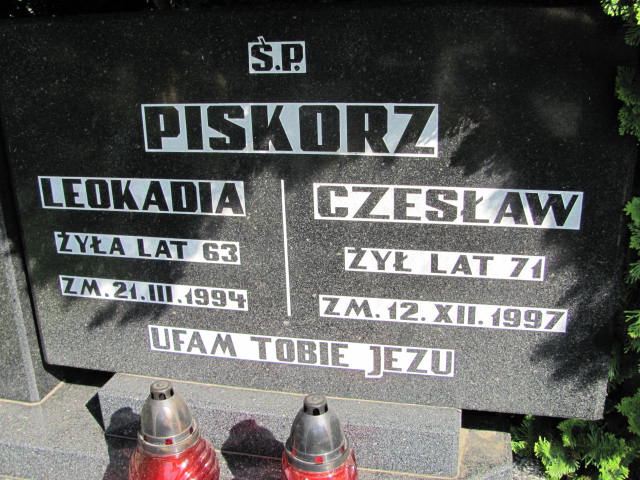 Ś.P.
PISKORZ
LEOKADIA
ŻYŁA LAT 63
ZM. 21. III. 1994
CZESŁAW
ŻYŁ LAT 71
ZM. 12. XII. 1997
UFAM TOBIE JEZU